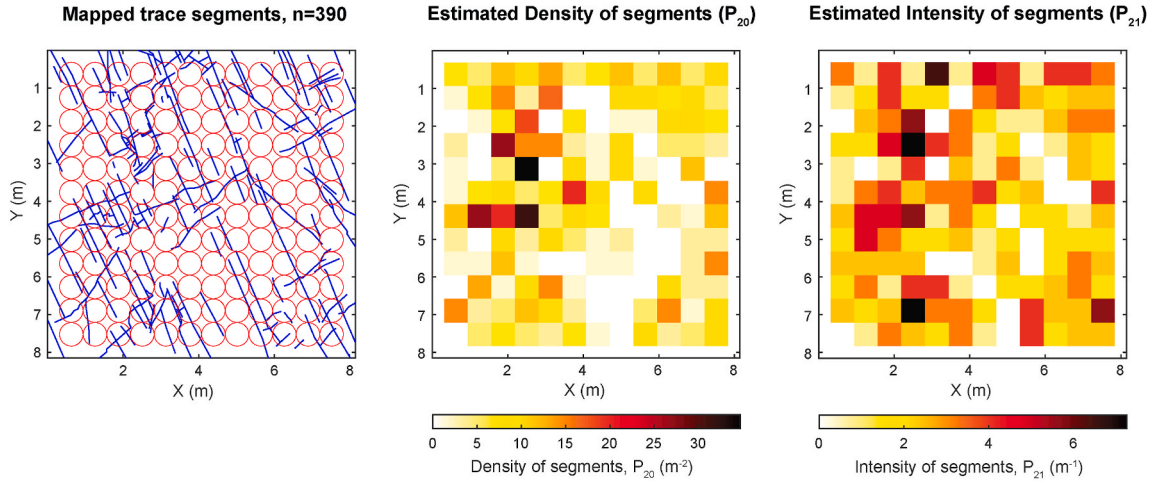 Mapped trace segments, n=390
1
2
3
4
5
6
7
8
2 4 6 8
Y (m)
X (m)
Estimated Density of segments (P20)
1
2
3
4
5
6
7
8
0 2 4 6 8
Y (m)
X (m)
0 5 10 15 20 25 30
Density of segments, P20 (m-2)
Estimated Intensity of segments (P21)
1
2
3
4
5
6
7
8
0 2 4 6 8
Y (m)
X (m)
0 2 4 6
Intensity of segments, P21 (m-1)